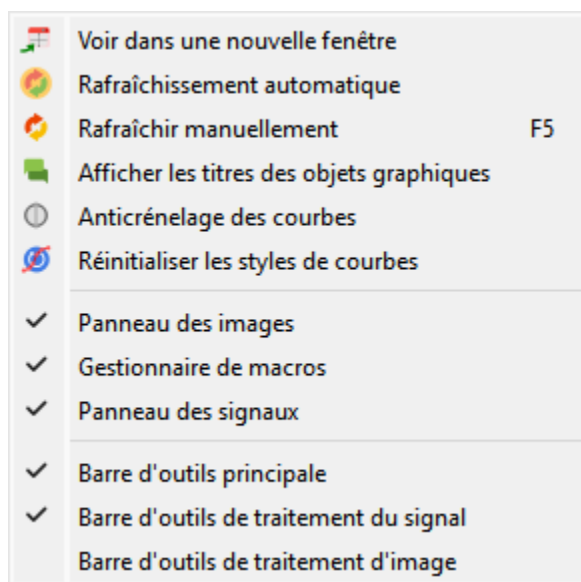 Voir dans une nouvelle fenêtre
Rafraîchissement automatique
Rafraîchir manuellement F5
Afficher les titres des objets graphiques
Anticrénelage des courbes
Réinitialiser les styles de courbes
Panneau des images
Gestionnaire de macros
Panneau des signaux
Barre d'outils principale
Barre d'outils de traitement du signal
Barre d'outils de traitement d'image